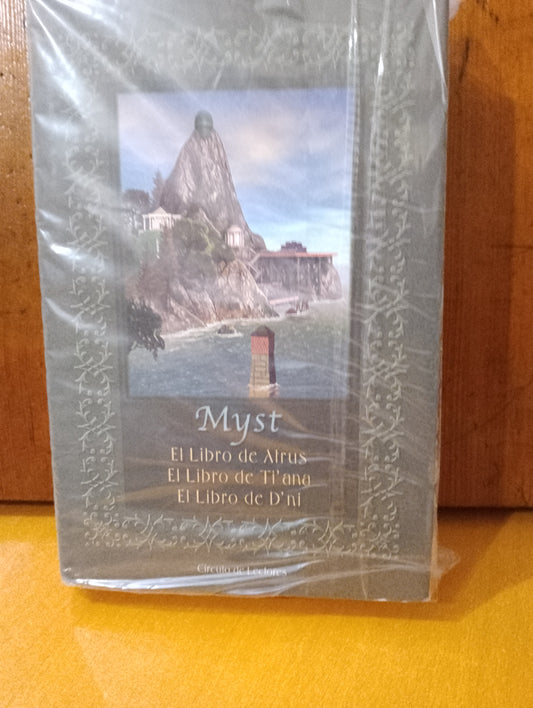 Myst
El Libro de Atrus
El Libro de Ti'ana
El Libro de D'ni
Círculo de Lectores